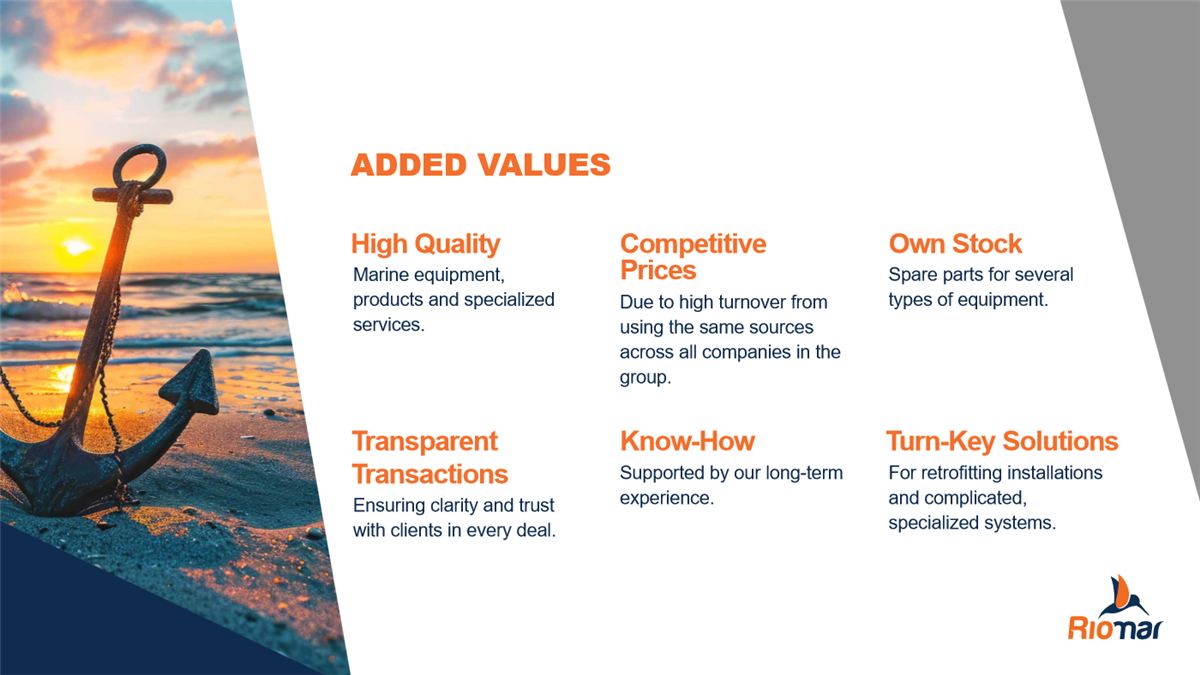 ADDED VALUES
High Quality
Marine equipment,
products and specialized
services.
Competitive
Prices
Due to high turnover from
using the same sources
across all companies in the
group.
Own Stock
Spare parts for several
types of equipment.
Transparent
Transactions
Ensuring clarity and trust
with clients in every deal.
Know-How
Supported by our long-term
experience.
Turn-Key Solutions
For retrofitting installations
and complicated,
specialized systems.
Riomar